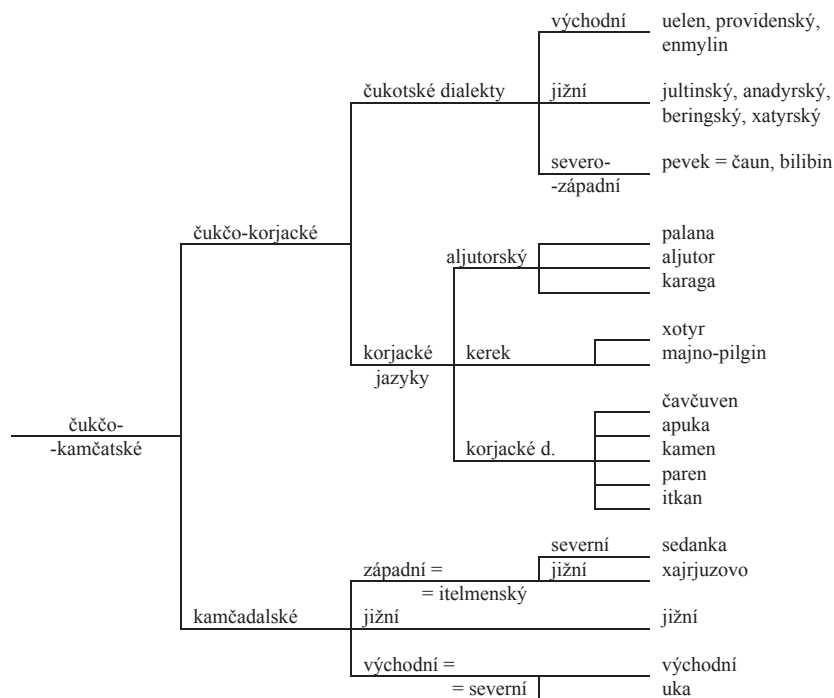 východní uelen, providenský,
enmylin
čukotské dialekty jižní jultinský, anadyrský,
beringský, xatyrský
severo- pevek = čaun, bilibin
-západní
čukčo-korjacké palana
aljutorský aljutor
karaga
xotyr
korjacké kerek majno-pilgin
jazyky
čavčuven
čukčo- apuka
-kamčatské korjacké d. kamen
paren
itkan
severní sedanka
západní = jižní xajrjuzovo
= itelmenský
kamčadalské jižní jižní
východní = východní
= severní uka